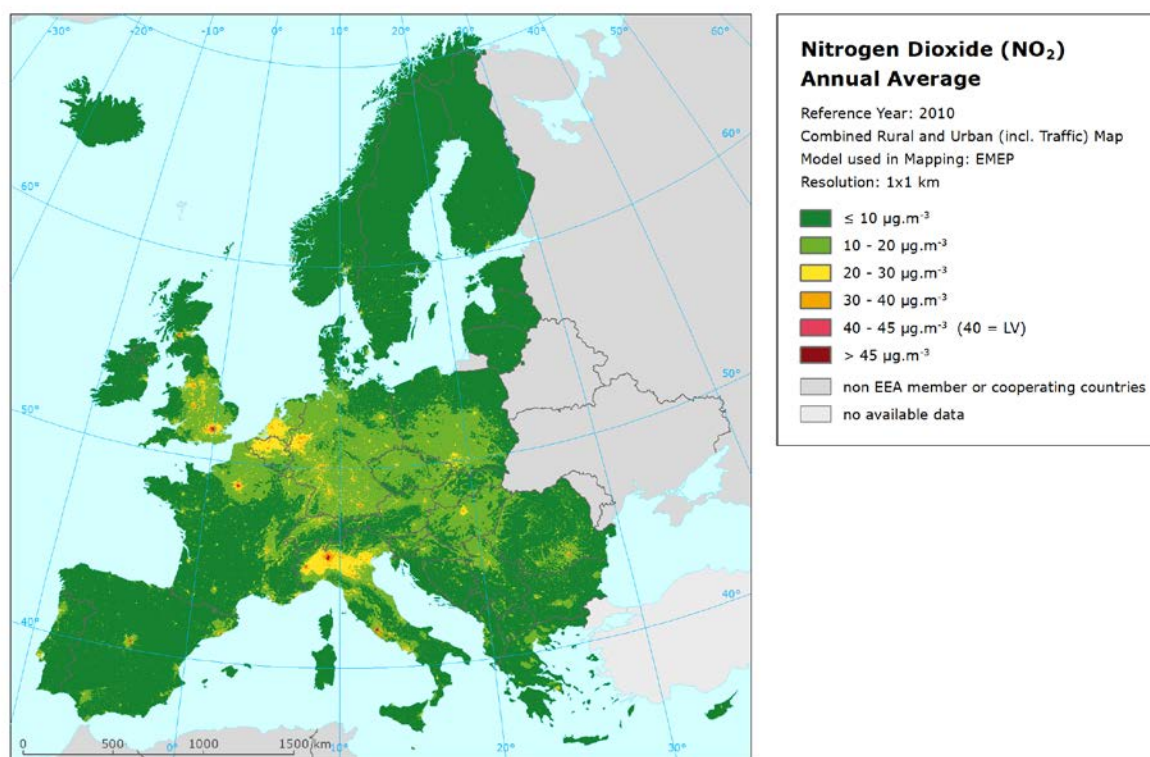 -30°
-20°
-10°
0°
10°
20°
30°
40°
50°
60°
60°
60°
50°
50°
40°
40°
0
500
1000
1500 km
0°
10°
20°
30°
Nitrogen Dioxide (NO₂)
Annual Average
Reference Year: 2010
Combined Rural and Urban (incl. Traffic) Map
Model used in Mapping: EMEP
Resolution: 1x1 km
≤ 10 µg.m⁻³
10 - 20 µg.m⁻³
20 - 30 µg.m⁻³
30 - 40 µg.m⁻³
40 - 45 µg.m⁻³ (40 = LV)
> 45 µg.m⁻³
non EEA member or cooperating countries
no available data